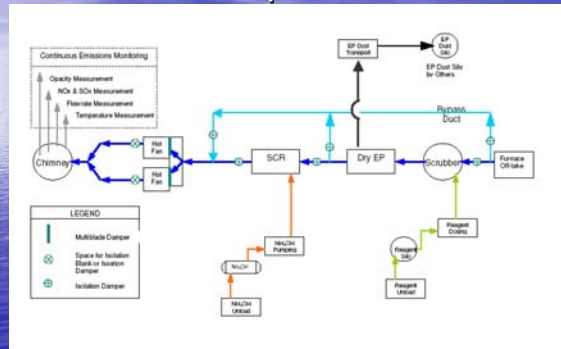 Continuous Emissions Monitoring
Opacity Measurement
NOx & SOx Measurement
Flowrate Measurement
Temperature Measurement
EP Dust
Transport
EP
Dust
Silo
EP Dust Silo
by Others
Bypass
Duct
Chimney
Hot
Fan
Hot
Fan
SCR
Dry EP
Scrubber
Furnace
Off-take
LEGEND
Multiblade Damper
Space for Isolation
Blank or Isoation
Damper
Isolation Damper
NH₄OH
Pumping
NH₄OH
NH₄OH
Unload
Reagent
Dosing
Reagent
Silo
Reagent
Unload